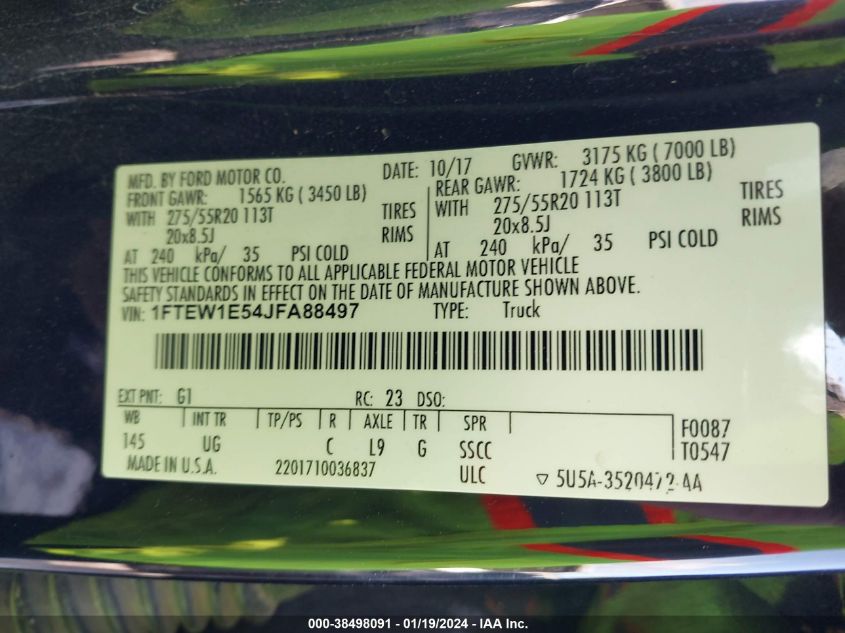 MFD. BY FORD MOTOR CO. DATE: 10/17 GVWR: 3175 KG ( 7000 LB)
FRONT GAWR: 1565 KG ( 3450 LB) REAR GAWR: 1724 KG ( 3800 LB)
WITH 275/55R20 113T TIRES WITH 275/55R20 113T TIRES
20x8.5J RIMS 20x8.5J RIMS
AT 240 kPa/ 35 PSI COLD AT 240 kPa/ 35 PSI COLD
THIS VEHICLE CONFORMS TO ALL APPLICABLE FEDERAL MOTOR VEHICLE
SAFETY STANDARDS IN EFFECT ON THE DATE OF MANUFACTURE SHOWN ABOVE.
VIN: 1FTEW1E54JFA88497 TYPE: Truck
EXT PNT: G1 RC: 23 DSO:
WB INT TR TP/PS R AXLE TR SPR F0087
145 UG C L9 G SSCC T0547
MADE IN U.S.A. 2201710036837 ULC ▽ 5U5A-3520472-AA
000-38498091 - 01/19/2024 - IAA Inc.